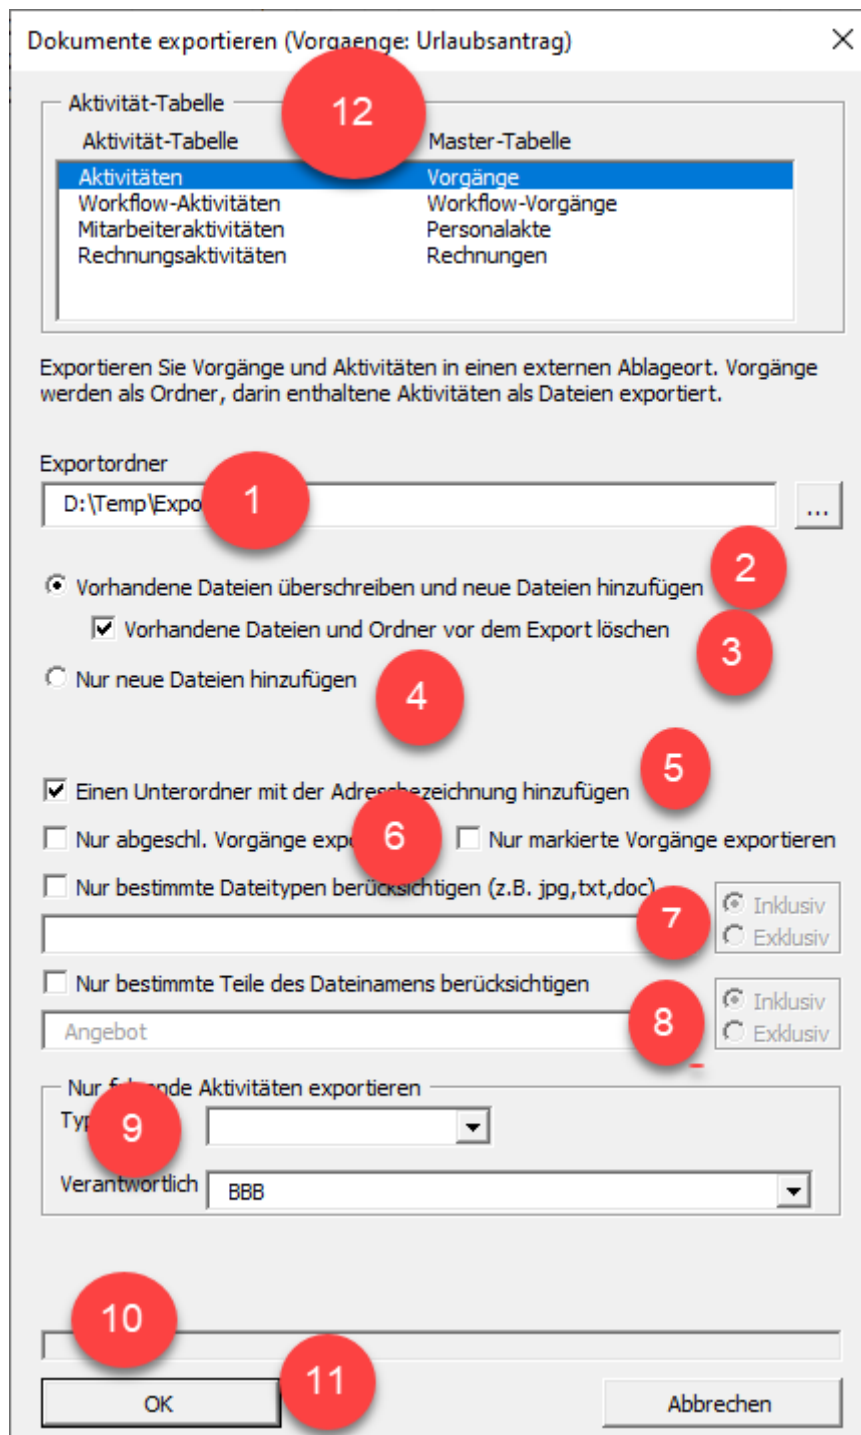 Dokumente exportieren (Vorgaenge: Urlaubsantrag)
Aktivität-Tabelle
12
Aktivität-Tabelle Master-Tabelle
Aktivitäten Vorgänge
Workflow-Aktivitäten Workflow-Vorgänge
Mitarbeiteraktivitäten Personalakte
Rechnungsaktivitäten Rechnungen
Exportieren Sie Vorgänge und Aktivitäten in einen externen Ablageort. Vorgänge
werden als Ordner, darin enthaltene Aktivitäten als Dateien exportiert.
Exportordner
D:\Temp\Expo 1 ...
Vorhandene Dateien überschreiben und neue Dateien hinzufügen 2
Vorhandene Dateien und Ordner vor dem Export löschen 3
Nur neue Dateien hinzufügen 4
Einen Unterordner mit der Adressbezeichnung hinzufügen 5
Nur abgeschl. Vorgänge expo 6 Nur markierte Vorgänge exportieren
Nur bestimmte Dateitypen berücksichtigen (z.B. jpg,txt,doc)
7 Inklusiv
Exklusiv
Nur bestimmte Teile des Dateinamens berücksichtigen
Angebot 8 Inklusiv
Exklusiv
Nur folgende Aktivitäten exportieren
Typ 9
Verantwortlich BBB
10
11
OK Abbrechen